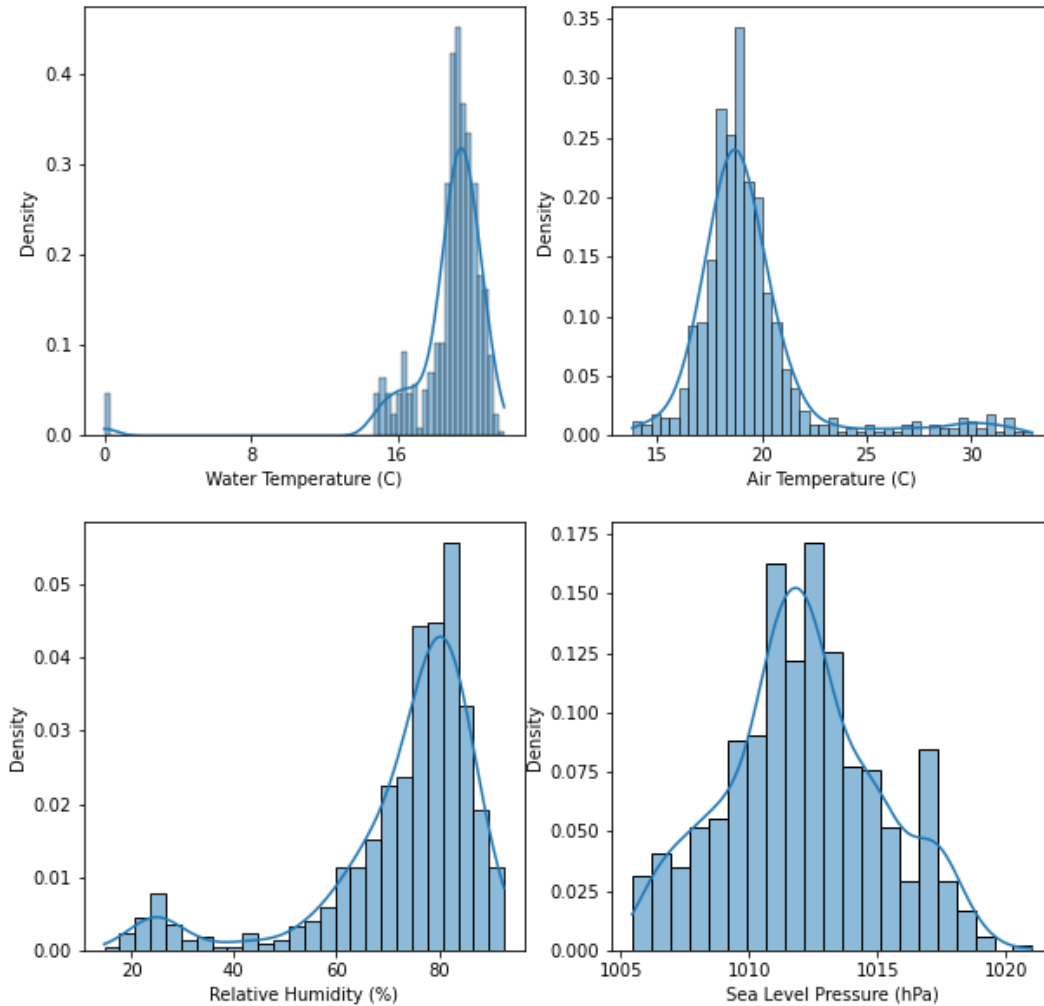 Density
0.4
0.3
0.2
0.1
0.0
0 8 16
Water Temperature (C)
Density
0.35
0.30
0.25
0.20
0.15
0.10
0.05
0.00
15 20 25 30
Air Temperature (C)
Density
0.05
0.04
0.03
0.02
0.01
0.00
20 40 60 80
Relative Humidity (%)
Density
0.175
0.150
0.125
0.100
0.075
0.050
0.025
0.000
1005 1010 1015 1020
Sea Level Pressure (hPa)